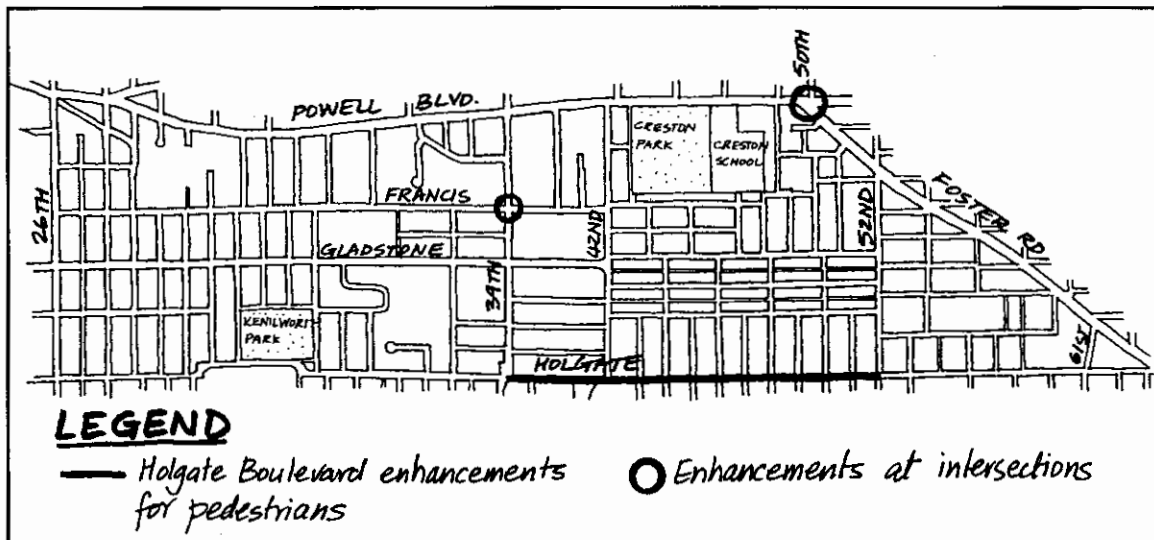 50TH
POWELL BLVD.
CRESTON
PARK
CRESTON
SCHOOL
FOSTER RD
26TH
FRANCIS
42ND
52ND
GLADSTONE
39TH
KENILWORTH
PARK
HOLGATE
61ST
LEGEND
Holgate Boulevard enhancements
for pedestrians
Enhancements at intersections